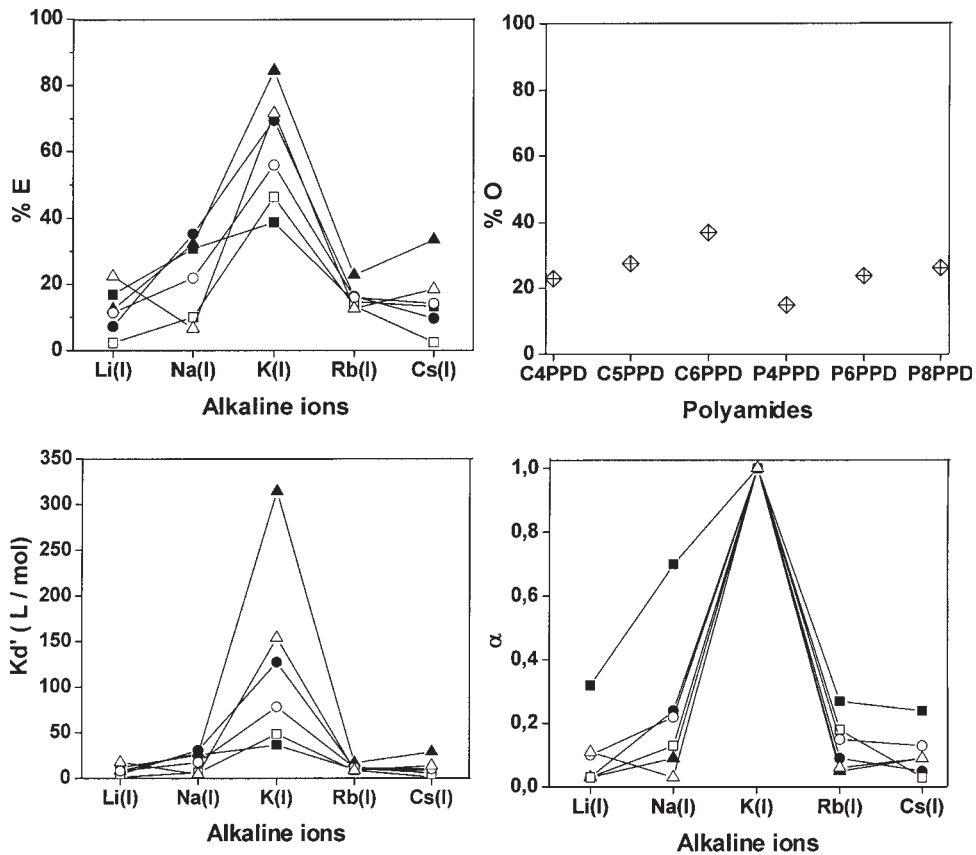 100
80
60
40
20
0
% E
Li(I) Na(I) K(I) Rb(I) Cs(I)
Alkaline ions
100
80
60
40
20
0
% O
C4PPD C5PPD C6PPD P4PPD P6PPD P8PPD
Polyamides
350
300
250
200
150
100
50
0
Kd' ( L / mol)
Li(I) Na(I) K(I) Rb(I) Cs(I)
Alkaline ions
1,0
0,8
0,6
0,4
0,2
0,0
α
Li(I) Na(I) K(I) Rb(I) Cs(I)
Alkaline ions